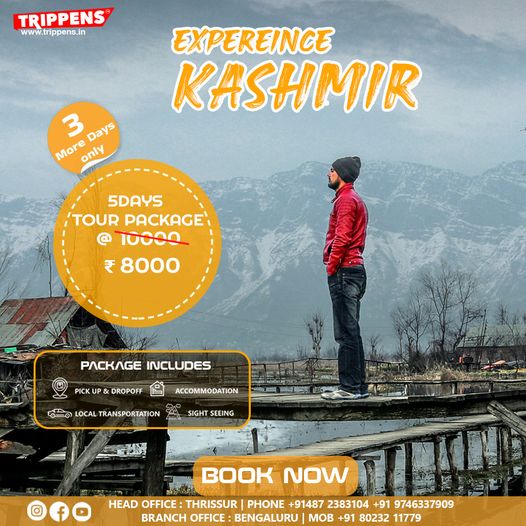 TRIPPENS
www.trippens.in
EXPEREINCE
KASHMIR
3
More Days
only
5DAYS
TOUR PACKAGE
@ 10000
₹ 8000
PACKAGE INCLUDES
PICK UP & DROPOFF
ACCOMMODATION
LOCAL TRANSPORTATION
SIGHT SEEING
BOOK NOW
HEAD OFFICE : THRISSUR | PHONE +91487 2383104 +91 9746337909
BRANCH OFFICE : BENGALURU | MOB +91 80232 19779